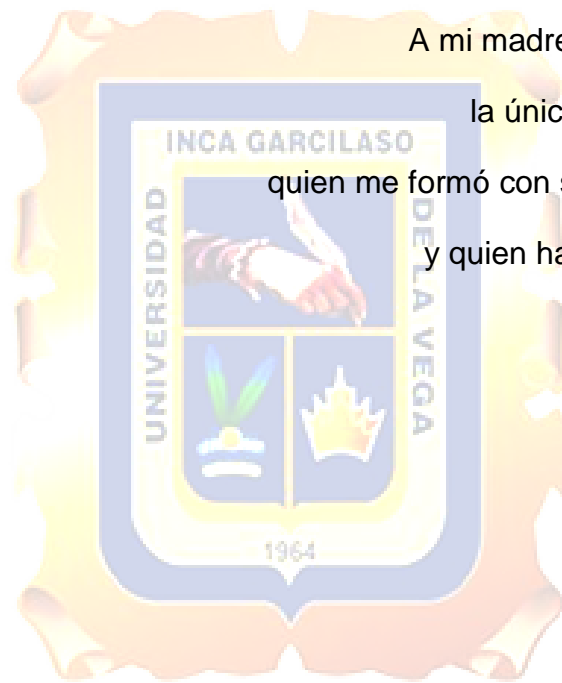 A mi madre
la únic
INCA GARCILASO
quien me formó con s
UNIVERSIDAD
DE LA VEGA
y quien ha
1964